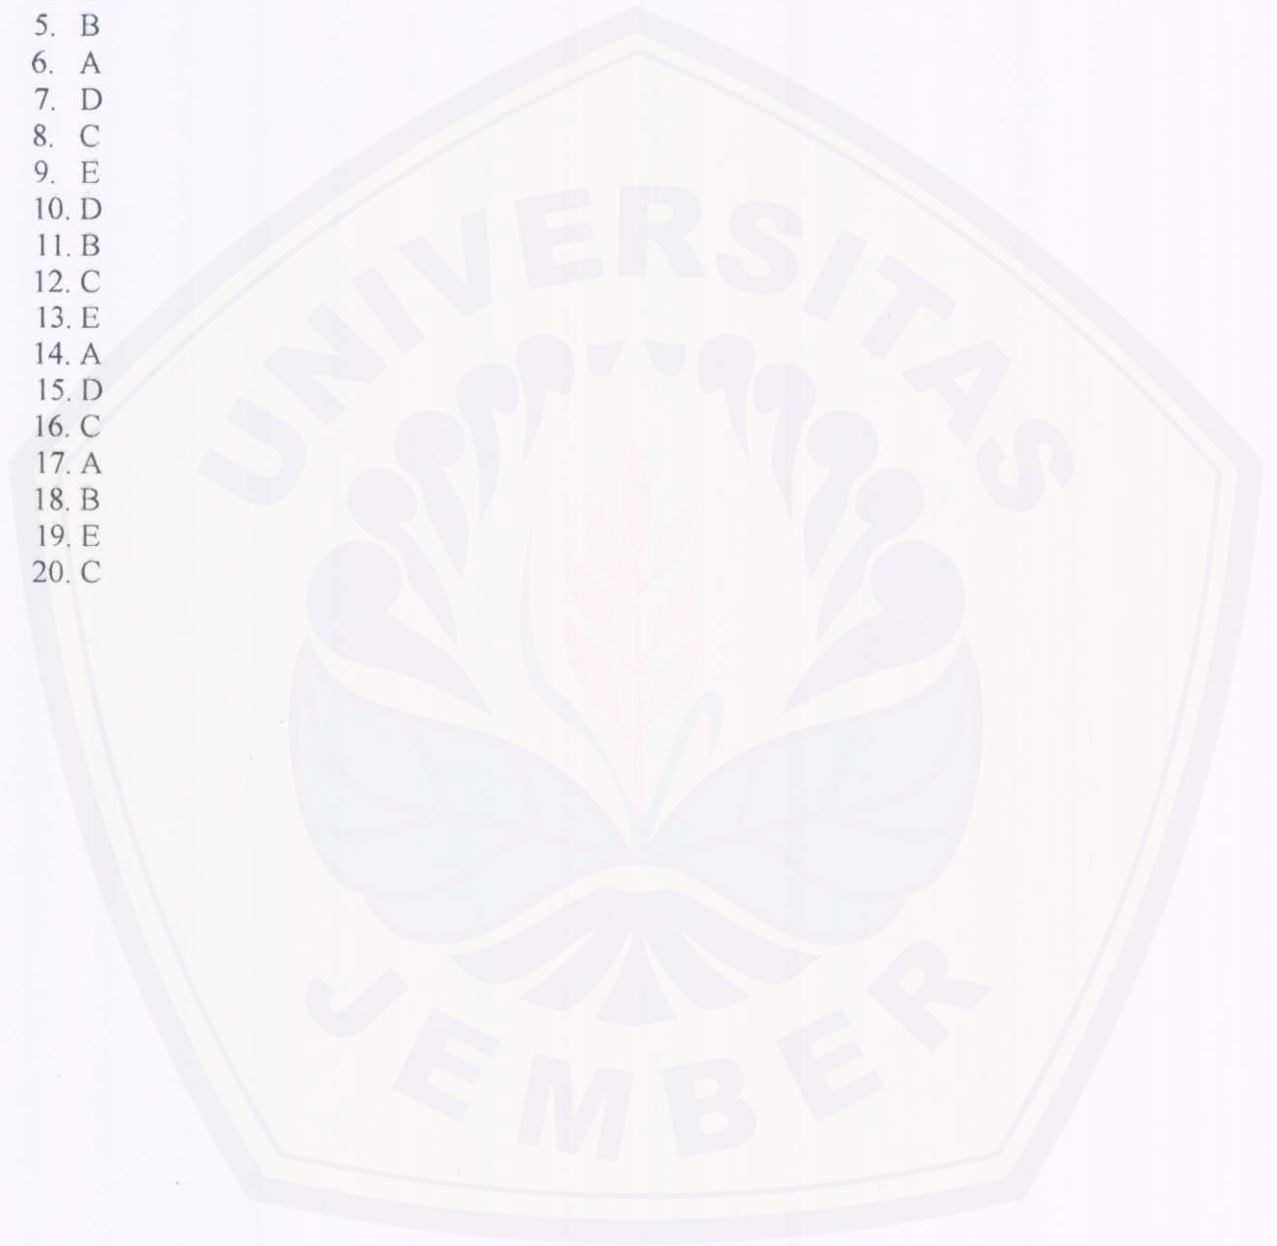 5. B
6. A
7. D
8. C
9. E
10. D
11. B
12. C
13. E
14. A
15. D
16. C
17. A
18. B
19. E
20. C
UNIVERSITAS
JEMBER